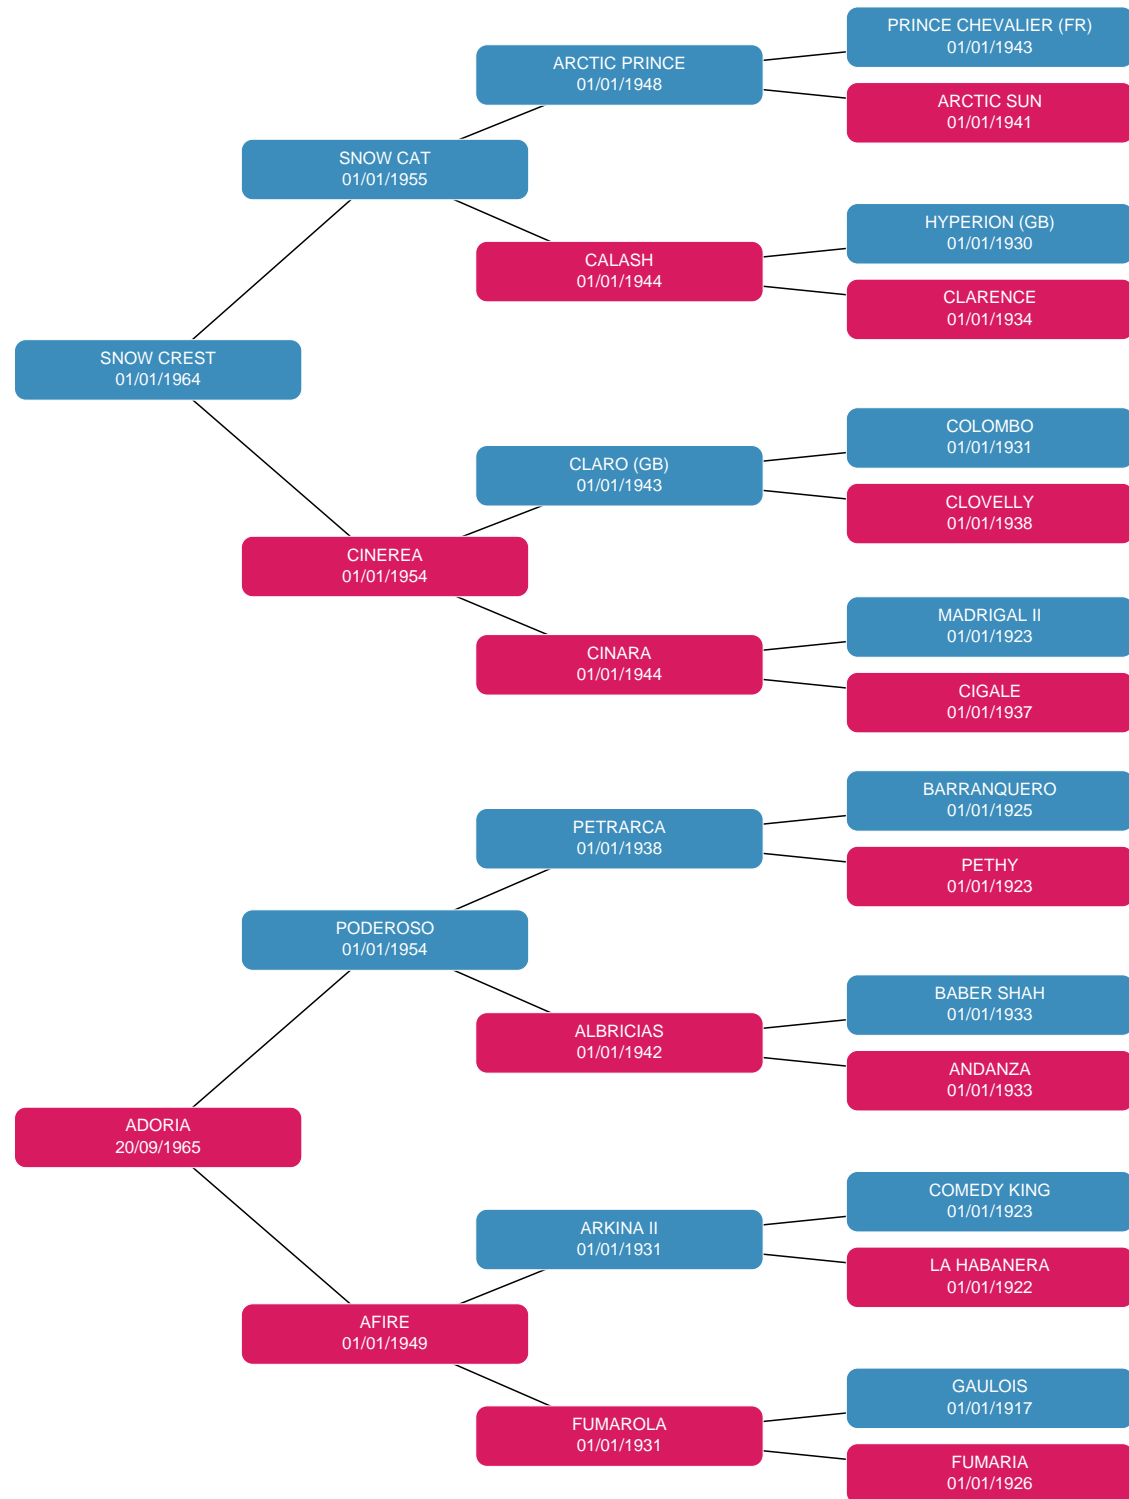 PRINCE CHEVALIER (FR)
01/01/1943
ARCTIC PRINCE
01/01/1948
ARCTIC SUN
01/01/1941
SNOW CAT
01/01/1955
HYPERION (GB)
01/01/1930
CALASH
01/01/1944
CLARENCE
01/01/1934
SNOW CREST
01/01/1964
COLOMBO
01/01/1931
CLARO (GB)
01/01/1943
CLOVELLY
01/01/1938
CINEREA
01/01/1954
MADRIGAL II
01/01/1923
CINARA
01/01/1944
CIGALE
01/01/1937
BARRANQUERO
01/01/1925
PETRARCA
01/01/1938
PETHY
01/01/1923
PODEROSO
01/01/1954
BABER SHAH
01/01/1933
ALBRICIAS
01/01/1942
ANDANZA
01/01/1933
ADORIA
20/09/1965
COMEDY KING
01/01/1923
ARKINA II
01/01/1931
LA HABANERA
01/01/1922
AFIRE
01/01/1949
GAULOIS
01/01/1917
FUMAROLA
01/01/1931
FUMARIA
01/01/1926